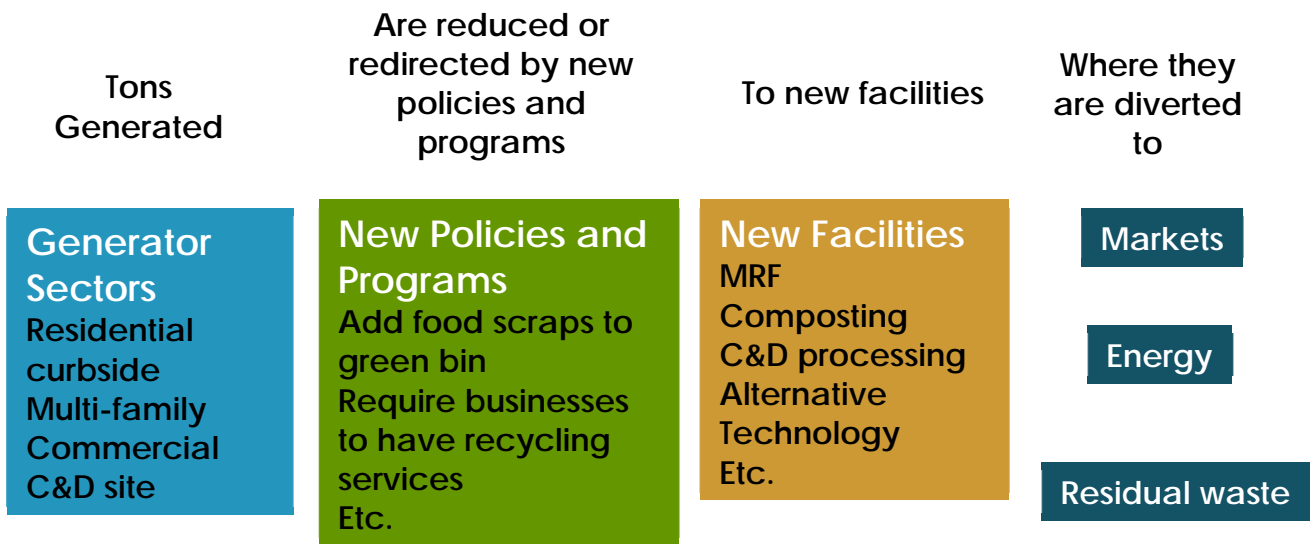 Tons
Generated
Are reduced or
redirected by new
policies and
programs
To new facilities
Where they
are diverted
to
Generator
Sectors
Residential
curbside
Multi-family
Commercial
C&D site
New Policies and
Programs
Add food scraps to
green bin
Require businesses
to have recycling
services
Etc.
New Facilities
MRF
Composting
C&D processing
Alternative
Technology
Etc.
Markets
Energy
Residual waste